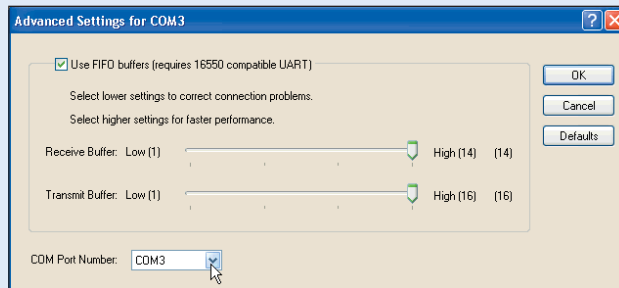 Advanced Settings for COM3
Use FIFO buffers (requires 16550 compatible UART)
OK
Select lower settings to correct connection problems.
Cancel
Select higher settings for faster performance.
Defaults
Receive Buffer: Low (1) High (14) (14)
Transmit Buffer: Low (1) High (16) (16)
COM Port Number: COM3